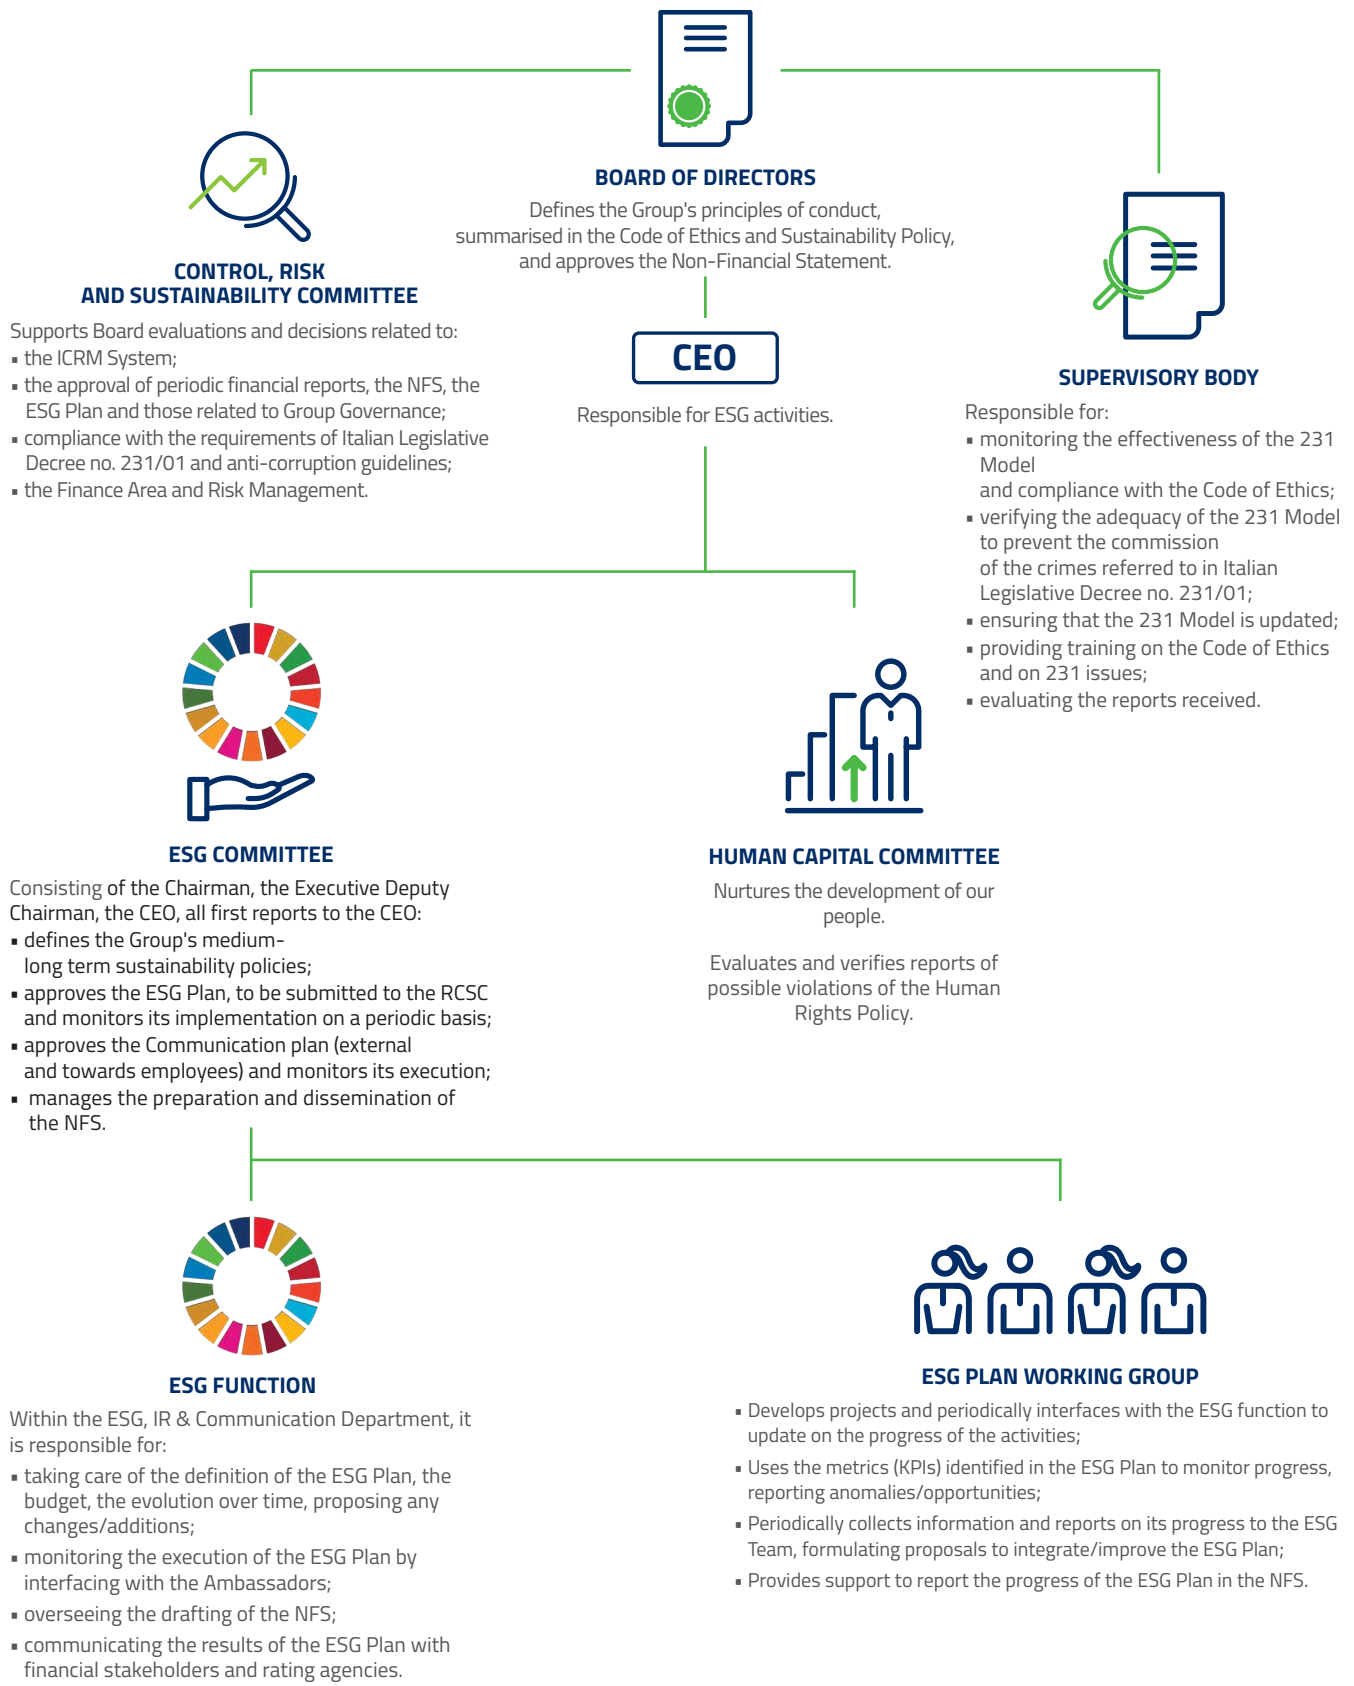 BOARD OF DIRECTORS
Defines the Group's principles of conduct,
summarised in the Code of Ethics and Sustainability Policy,
and approves the Non-Financial Statement.
CONTROL, RISK
AND SUSTAINABILITY COMMITTEE
Supports Board evaluations and decisions related to:
▪ the ICRM System;
▪ the approval of periodic financial reports, the NFS, the
ESG Plan and those related to Group Governance;
▪ compliance with the requirements of Italian Legislative
Decree no. 231/01 and anti-corruption guidelines;
▪ the Finance Area and Risk Management.
CEO
Responsible for ESG activities.
SUPERVISORY BODY
Responsible for:
▪ monitoring the effectiveness of the 231
Model
and compliance with the Code of Ethics;
▪ verifying the adequacy of the 231 Model
to prevent the commission
of the crimes referred to in Italian
Legislative Decree no. 231/01;
▪ ensuring that the 231 Model is updated;
▪ providing training on the Code of Ethics
and on 231 issues;
▪ evaluating the reports received.
ESG COMMITTEE
Consisting of the Chairman, the Executive Deputy
Chairman, the CEO, all first reports to the CEO:
▪ defines the Group's medium-
long term sustainability policies;
▪ approves the ESG Plan, to be submitted to the RCSC
and monitors its implementation on a periodic basis;
▪ approves the Communication plan (external
and towards employees) and monitors its execution;
▪ manages the preparation and dissemination of
the NFS.
HUMAN CAPITAL COMMITTEE
Nurtures the development of our
people.
Evaluates and verifies reports of
possible violations of the Human
Rights Policy.
ESG FUNCTION
Within the ESG, IR & Communication Department, it
is responsible for:
▪ taking care of the definition of the ESG Plan, the
budget, the evolution over time, proposing any
changes/additions;
▪ monitoring the execution of the ESG Plan by
interfacing with the Ambassadors;
▪ overseeing the drafting of the NFS;
▪ communicating the results of the ESG Plan with
financial stakeholders and rating agencies.
ESG PLAN WORKING GROUP
▪ Develops projects and periodically interfaces with the ESG function to
update on the progress of the activities;
▪ Uses the metrics (KPIs) identified in the ESG Plan to monitor progress,
reporting anomalies/opportunities;
▪ Periodically collects information and reports on its progress to the ESG
Team, formulating proposals to integrate/improve the ESG Plan;
▪ Provides support to report the progress of the ESG Plan in the NFS.